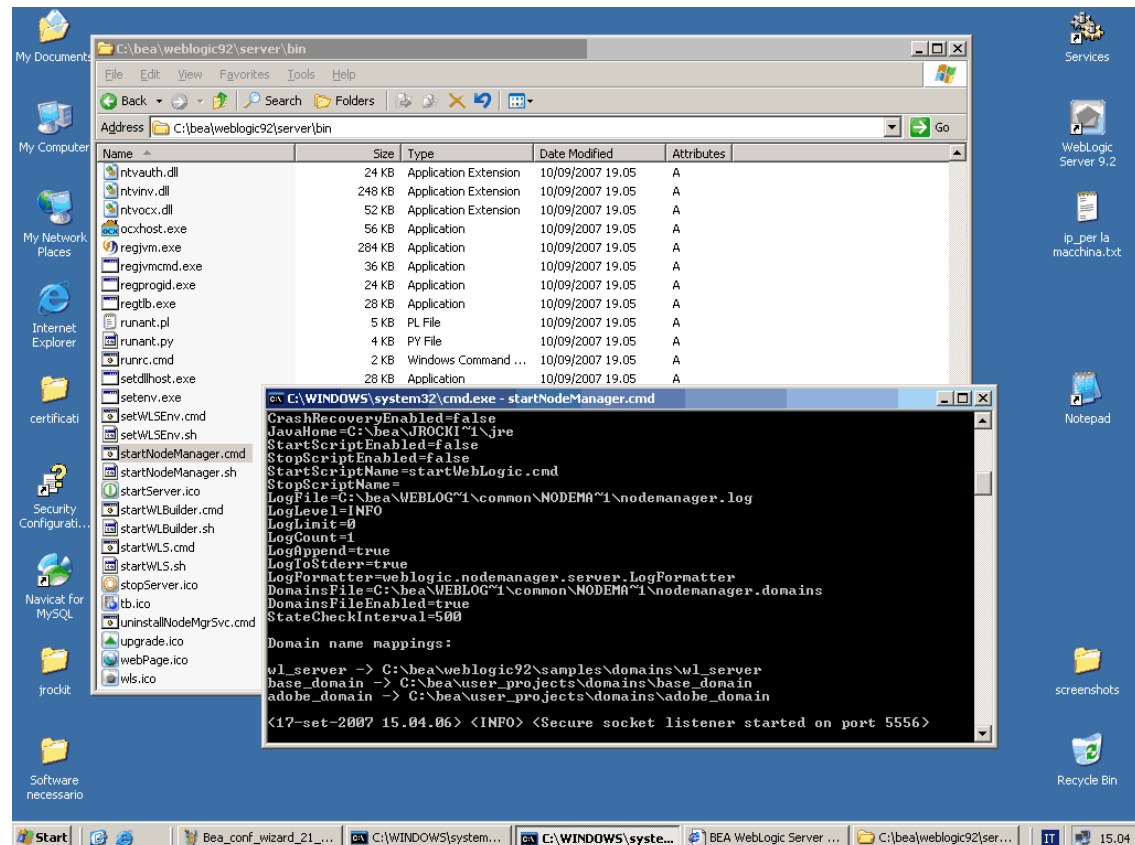 My Documents
My Computer
My Network
Places
Internet
Explorer
certificati
Security
Configurati...
Navicat for
MySQL
jrockit
Software
necessario
C:\bea\weblogic92\server\bin
File Edit View Favorites Tools Help
Back Search Folders
Address C:\bea\weblogic92\server\bin Go
Name Size Type Date Modified Attributes
ntvauth.dll 24 KB Application Extension 10/09/2007 19.05 A
ntvinv.dll 248 KB Application Extension 10/09/2007 19.05 A
ntvocx.dll 52 KB Application Extension 10/09/2007 19.05 A
ocxhost.exe 56 KB Application 10/09/2007 19.05 A
regjvm.exe 284 KB Application 10/09/2007 19.05 A
regjvmcmd.exe 36 KB Application 10/09/2007 19.05 A
regprogid.exe 24 KB Application 10/09/2007 19.05 A
regtlb.exe 28 KB Application 10/09/2007 19.05 A
runant.pl 5 KB PL File 10/09/2007 19.05 A
runant.py 4 KB PY File 10/09/2007 19.05 A
runrc.cmd 2 KB Windows Command ... 10/09/2007 19.05 A
setdllhost.exe 28 KB Application 10/09/2007 19.05 A
setenv.exe
setWLSEnv.cmd
setWLSEnv.sh
startNodeManager.cmd
startNodeManager.sh
startServer.ico
startWLBuilder.cmd
startWLBuilder.sh
startWLS.cmd
startWLS.sh
stopServer.ico
tb.ico
uninstallNodeMgrSvc.cmd
upgrade.ico
webPage.ico
wls.ico
C:\WINDOWS\system32\cmd.exe - startNodeManager.cmd
CrashRecoveryEnabled=false
JavaHome=C:\bea\JROCKI~1\jre
StartScriptEnabled=false
StopScriptEnabled=false
StartScriptName=startWebLogic.cmd
StopScriptName=
LogFile=C:\bea\WEBLOG~1\common\NODEMA~1\nodemanager.log
LogLevel=INFO
LogLimit=0
LogCount=1
LogAppend=true
LogToStderr=true
LogFormatter=weblogic.nodemanager.server.LogFormatter
DomainsFile=C:\bea\WEBLOG~1\common\NODEMA~1\nodemanager.domains
DomainsFileEnabled=true
StateCheckInterval=500
Domain name mappings:
wl_server -> C:\bea\weblogic92\samples\domains\wl_server
base_domain -> C:\bea\user_projects\domains\base_domain
adobe_domain -> C:\bea\user_projects\domains\adobe_domain
<17-set-2007 15.04.06> <INFO> <Secure socket listener started on port 5556>
Services
WebLogic
Server 9.2
ip_per la
macchina.txt
Notepad
screenshots
Recycle Bin
Start Bea_conf_wizard_21_... C:\WINDOWS\system... C:\WINDOWS\syste... BEA WebLogic Server ... C:\bea\weblogic92\ser... IT 15.04